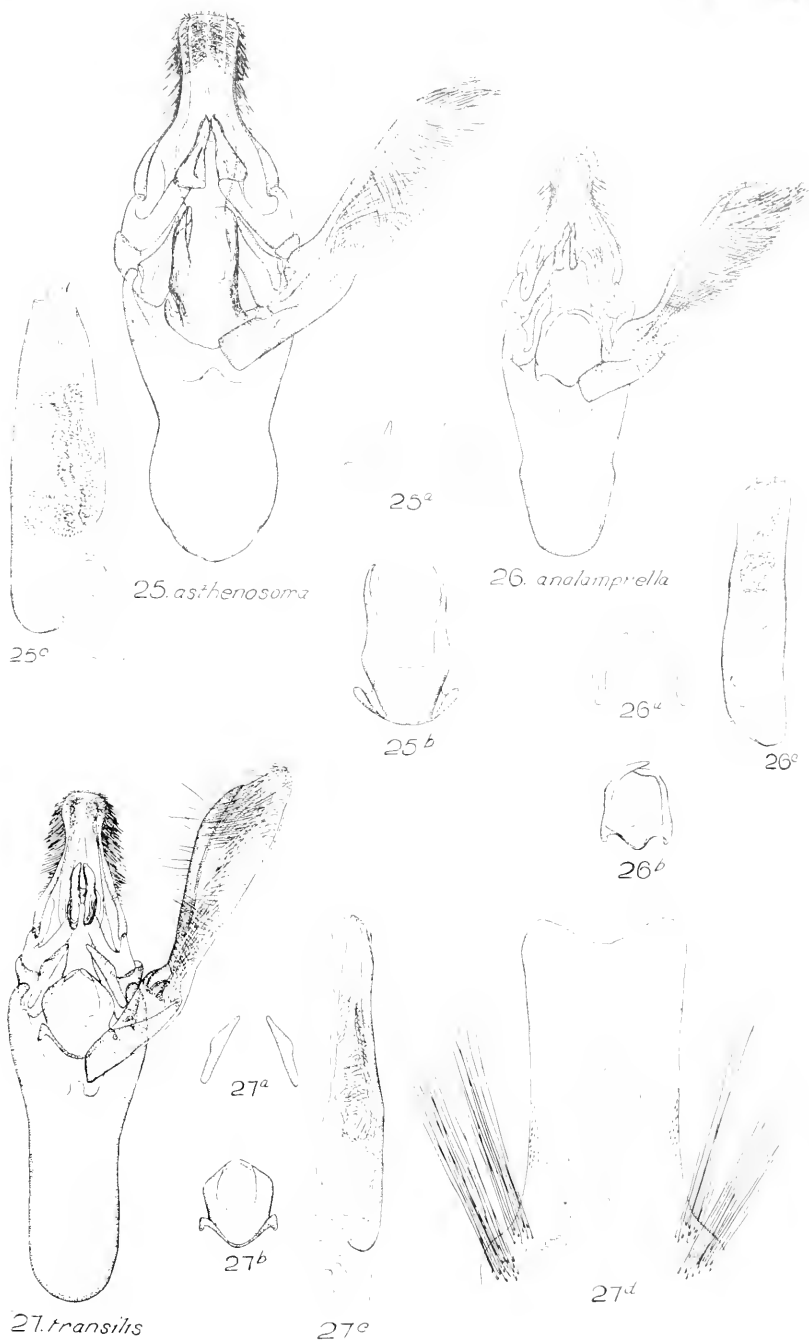 25ᵃ
25. asthenosoma
26. analamprella
25ᶜ
25ᵇ
26ᵃ
26ᶜ
26ᵇ
27ᵃ
27ᵇ
27ᵈ
27. transilis
27ᶜ